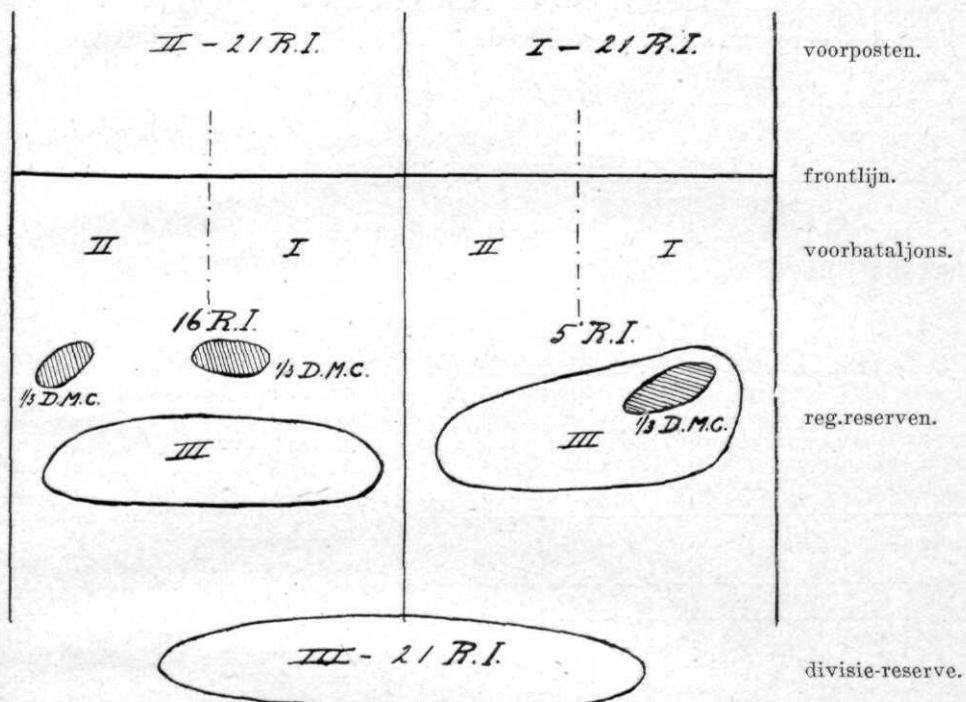 II - 21 R.I. I - 21 R.I. voorposten.
frontlijn.
II I II I voorbataljons.
16 R.I. 5 R.I.
1/3 D.M.C. 1/3 D.M.C.
1/3 D.M.C.
III III reg.reserven.
III - 21 R.I. divisie-reserve.